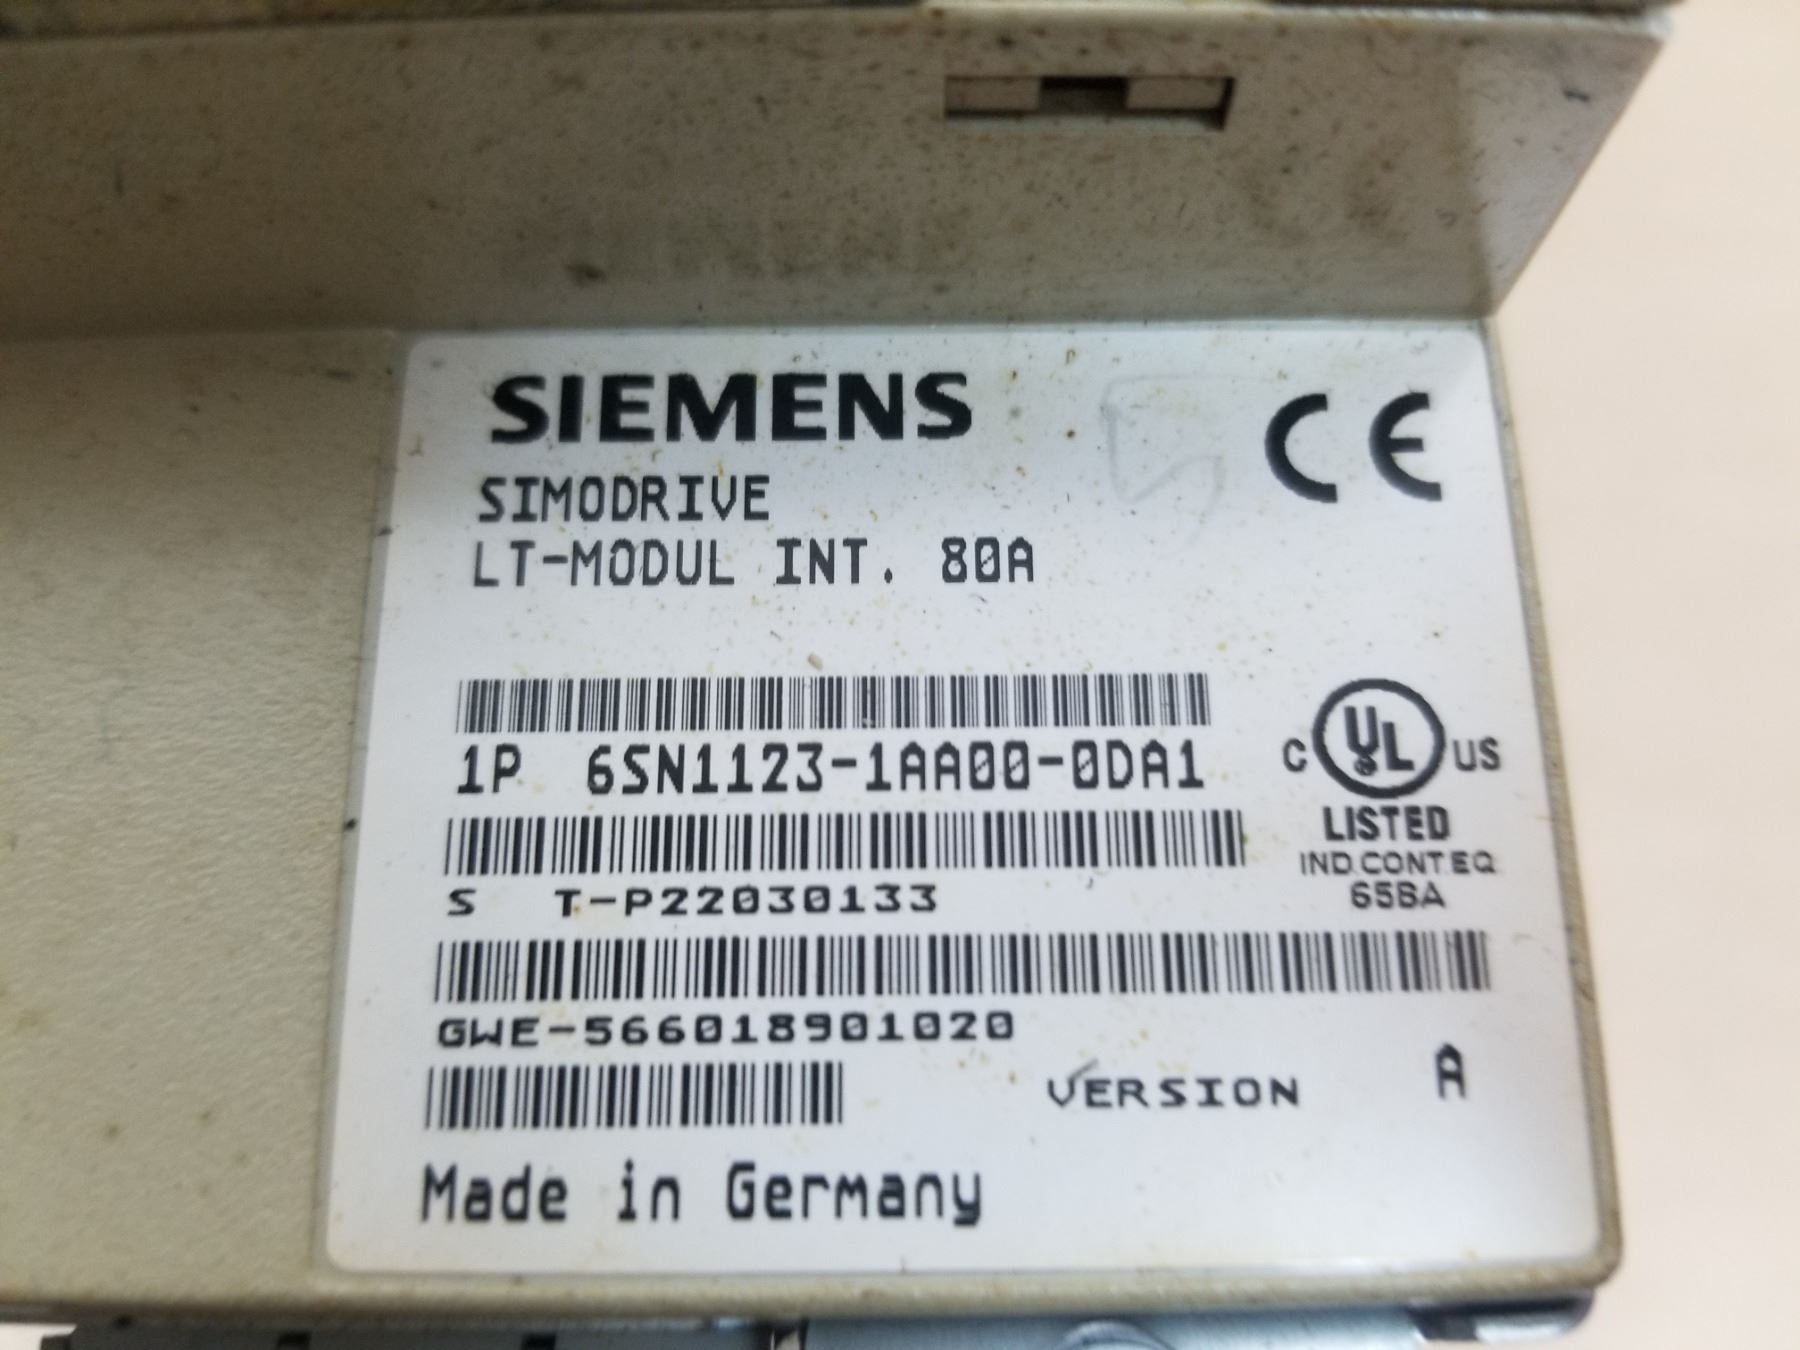 SIEMENS
CE
SIMODRIVE
LT-MODUL INT. 80A
1P 6SN1123-1AA00-0DA1
C UL US
LISTED
IND.CONT.EQ.
65BA
S T-P22030133
GWE-566018901020
VERSION A
Made in Germany